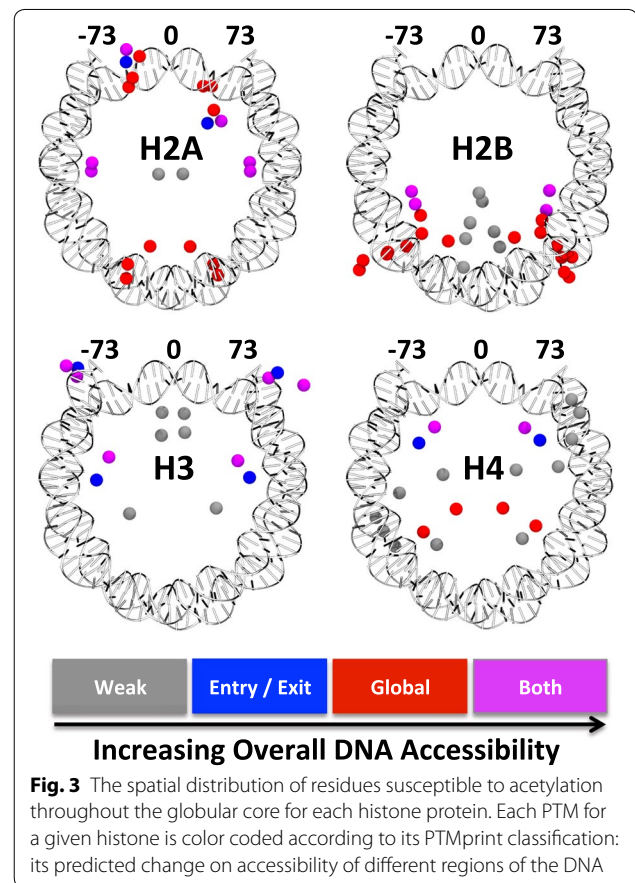 -73 0 73
-73 0 73
H2A
H2B
-73 0 73
-73 0 73
H3
H4
Weak
Entry / Exit
Global
Both
Increasing Overall DNA Accessibility
Fig. 3 The spatial distribution of residues susceptible to acetylation
throughout the globular core for each histone protein. Each PTM for
a given histone is color coded according to its PTMprint classification:
its predicted change on accessibility of different regions of the DNA